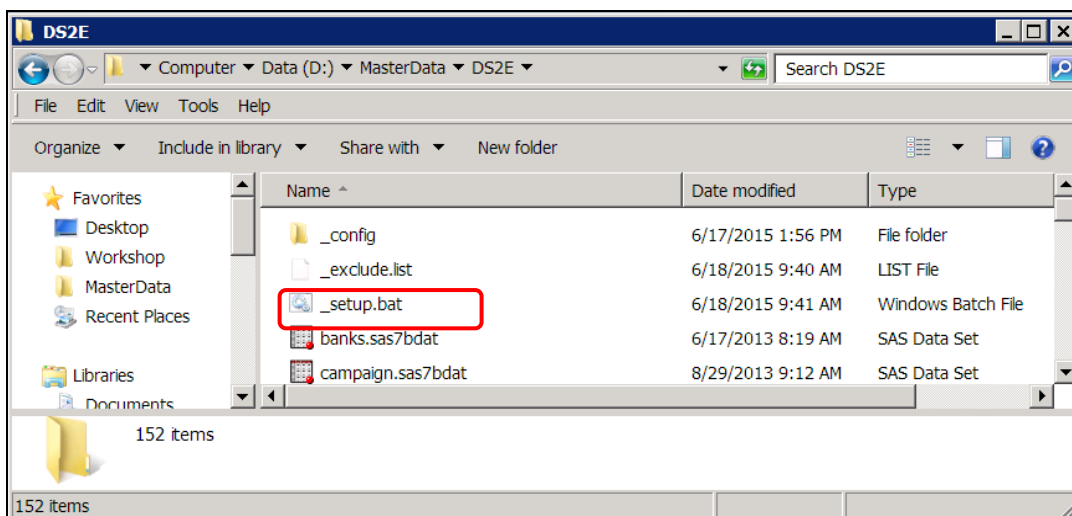 DS2E
Computer Data (D:) MasterData DS2E Search DS2E
File Edit View Tools Help
Organize Include in library Share with New folder
Favorites
Desktop
Workshop
MasterData
Recent Places
Libraries
Documents
Name Date modified Type
_config 6/17/2015 1:56 PM File folder
_exclude.list 6/18/2015 9:40 AM LIST File
_setup.bat 6/18/2015 9:41 AM Windows Batch File
banks.sas7bdat 6/17/2013 8:19 AM SAS Data Set
campaign.sas7bdat 8/29/2013 9:12 AM SAS Data Set
152 items
152 items